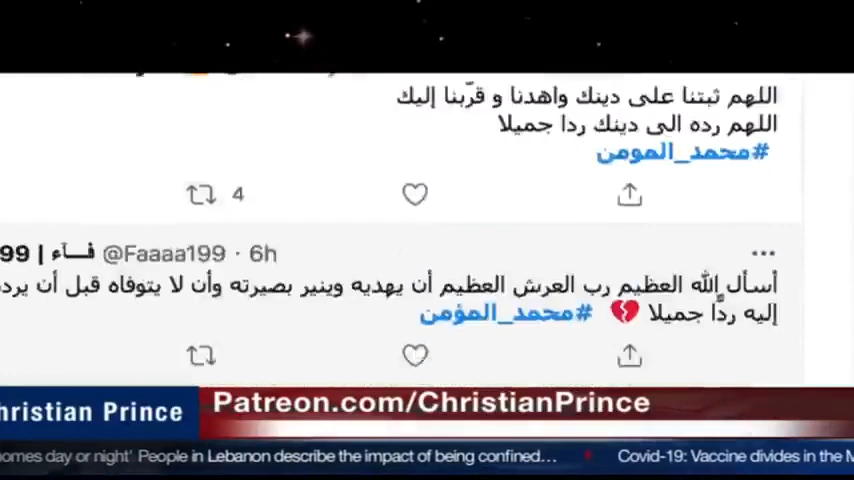 اللهم ثبتنا على دينك واهدنا و قرّبنا إليك
اللهم رده الى دينك ردا جميلا
#محمد_المومن
4
99 | فـآء @Faaaa199 · 6h
أسأل الله العظيم رب العرش العظيم أن يهديه وينير بصيرته وأن لا يتوفاه قبل أن
إليه ردًّا جميلا 💔 #محمد_المؤمن
hristian Prince
Patreon.com/ChristianPrince
omes day or night' People in Lebanon describe the impact of being confined...
Covid-19: Vaccine divides in the M